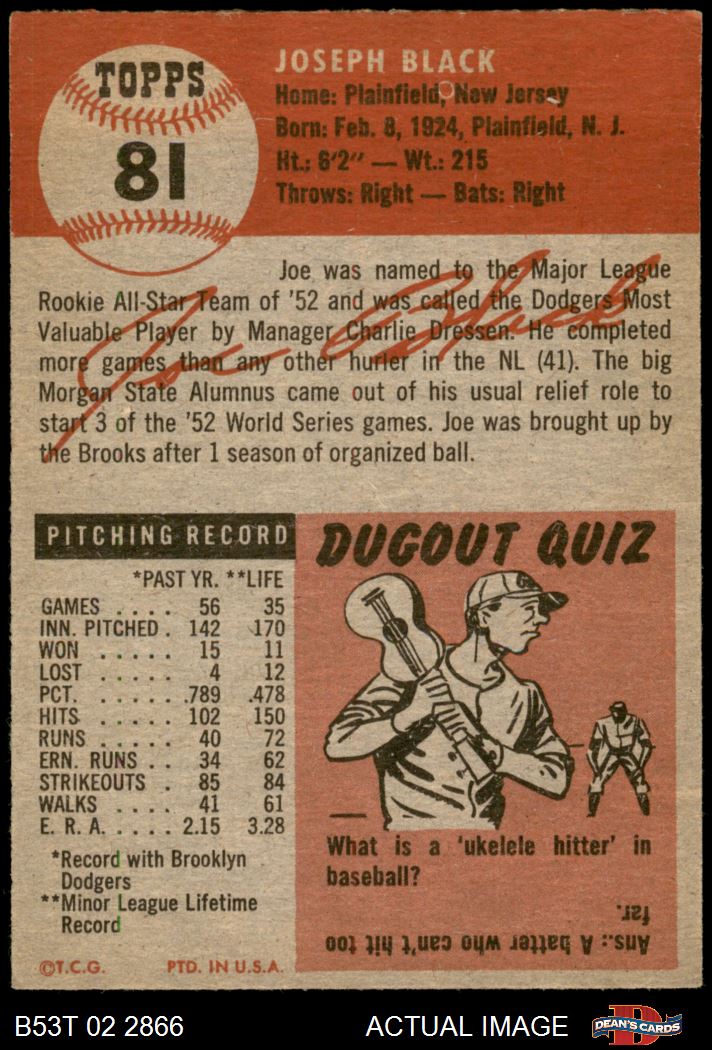 TOPPS
81
JOSEPH BLACK
Home: Plainfield, New Jersey
Born: Feb. 8, 1924, Plainfield, N. J.
Ht.: 6'2" — Wt.: 215
Throws: Right — Bats: Right
Joe was named to the Major League
Rookie All-Star Team of '52 and was called the Dodgers Most
Valuable Player by Manager Charlie Dressen. He completed
more games than any other hurler in the NL (41). The big
Morgan State Alumnus came out of his usual relief role to
start 3 of the '52 World Series games. Joe was brought up by
the Brooks after 1 season of organized ball.
Joe Black
PITCHING RECORD
*PAST YR. **LIFE
GAMES . . . . 56 35
INN. PITCHED . 142 170
WON . . . . . 15 11
LOST . . . . . 4 12
PCT. . . . . . .789 .478
HITS . . . . . 102 150
RUNS . . . . . 40 72
ERN. RUNS . . 34 62
STRIKEOUTS . 85 84
WALKS . . . . 41 61
E. R. A. . . . . 2.15 3.28
*Record with Brooklyn
Dodgers
**Minor League Lifetime
Record
©T.C.G. PTD. IN U.S.A.
DUGOUT QUIZ
What is a 'ukelele hitter' in
baseball?
Ans.: A batter who can't hit too
far.
B53T 02 2866
ACTUAL IMAGE
D
DEAN'S CARDS